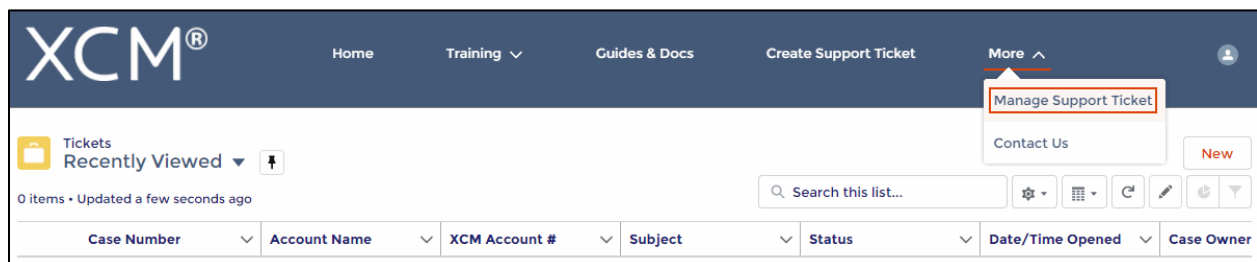 XCM®
Home
Training
Guides & Docs
Create Support Ticket
More
Manage Support Ticket
Contact Us
Tickets
Recently Viewed
New
0 items • Updated a few seconds ago
Search this list...
Case Number
Account Name
XCM Account #
Subject
Status
Date/Time Opened
Case Owner